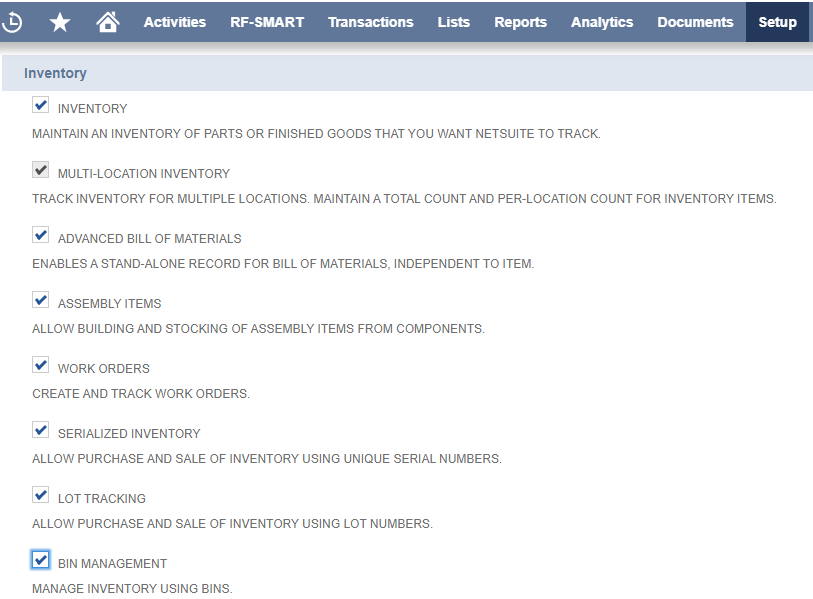 Activities RF-SMART Transactions Lists Reports Analytics Documents Setup
Inventory
INVENTORY
MAINTAIN AN INVENTORY OF PARTS OR FINISHED GOODS THAT YOU WANT NETSUITE TO TRACK.
MULTI-LOCATION INVENTORY
TRACK INVENTORY FOR MULTIPLE LOCATIONS. MAINTAIN A TOTAL COUNT AND PER-LOCATION COUNT FOR INVENTORY ITEMS.
ADVANCED BILL OF MATERIALS
ENABLES A STAND-ALONE RECORD FOR BILL OF MATERIALS, INDEPENDENT TO ITEM.
ASSEMBLY ITEMS
ALLOW BUILDING AND STOCKING OF ASSEMBLY ITEMS FROM COMPONENTS.
WORK ORDERS
CREATE AND TRACK WORK ORDERS.
SERIALIZED INVENTORY
ALLOW PURCHASE AND SALE OF INVENTORY USING UNIQUE SERIAL NUMBERS.
LOT TRACKING
ALLOW PURCHASE AND SALE OF INVENTORY USING LOT NUMBERS.
BIN MANAGEMENT
MANAGE INVENTORY USING BINS.